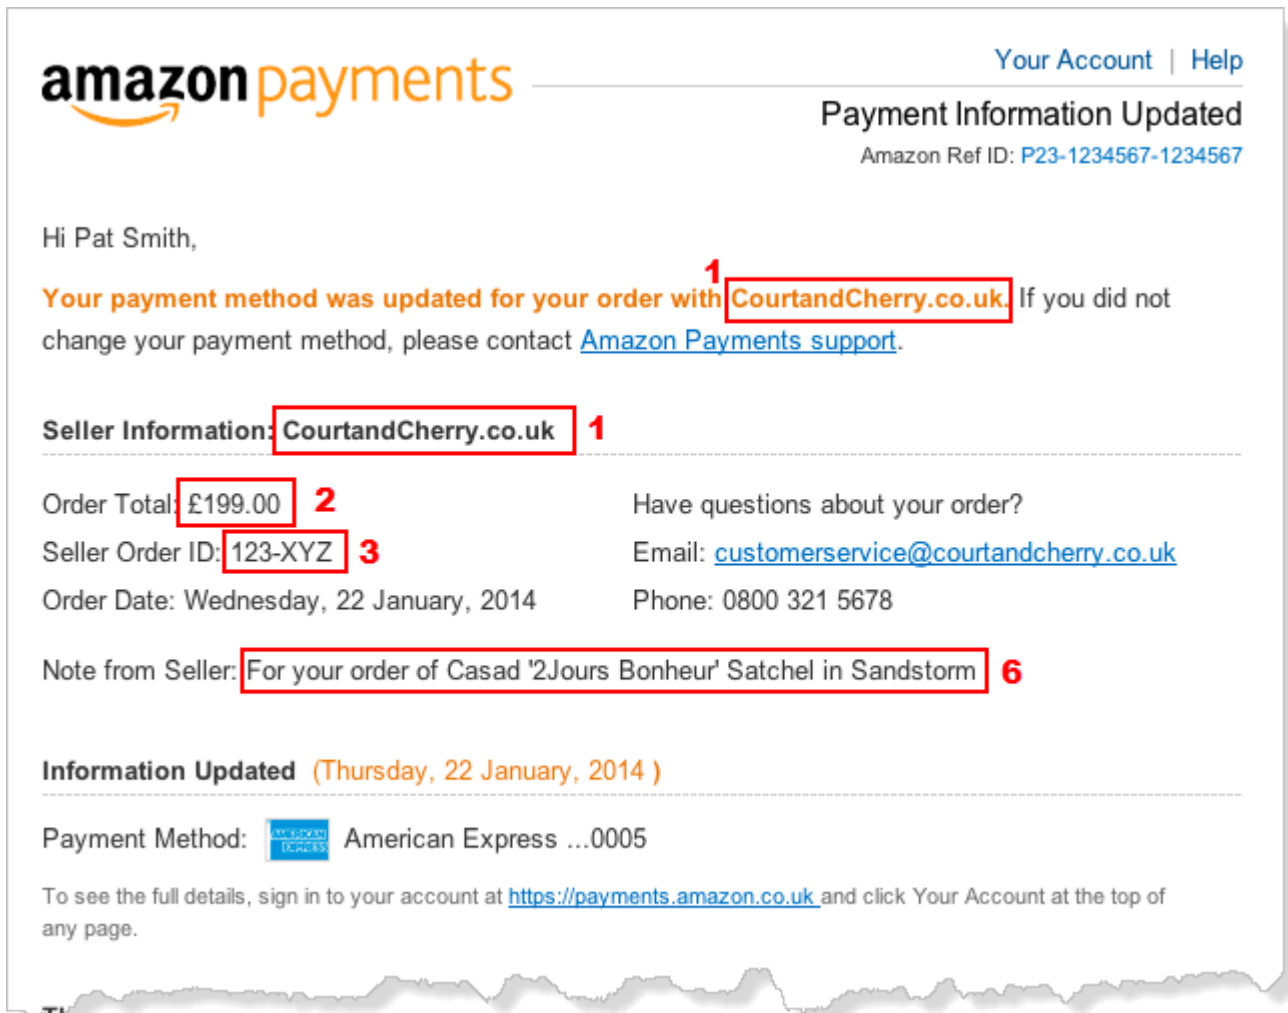 amazon payments
Your Account | Help
Payment Information Updated
Amazon Ref ID: P23-1234567-1234567
Hi Pat Smith,
1
Your payment method was updated for your order with CourtandCherry.co.uk. If you did not
change your payment method, please contact Amazon Payments support.
Seller Information: CourtandCherry.co.uk 1
Order Total: £199.00 2
Have questions about your order?
Seller Order ID: 123-XYZ 3
Email: customerservice@courtandcherry.co.uk
Order Date: Wednesday, 22 January, 2014
Phone: 0800 321 5678
Note from Seller: For your order of Casad '2Jours Bonheur' Satchel in Sandstorm 6
Information Updated (Thursday, 22 January, 2014 )
Payment Method: AMERICAN EXPRESS American Express ...0005
To see the full details, sign in to your account at https://payments.amazon.co.uk and click Your Account at the top of
any page.